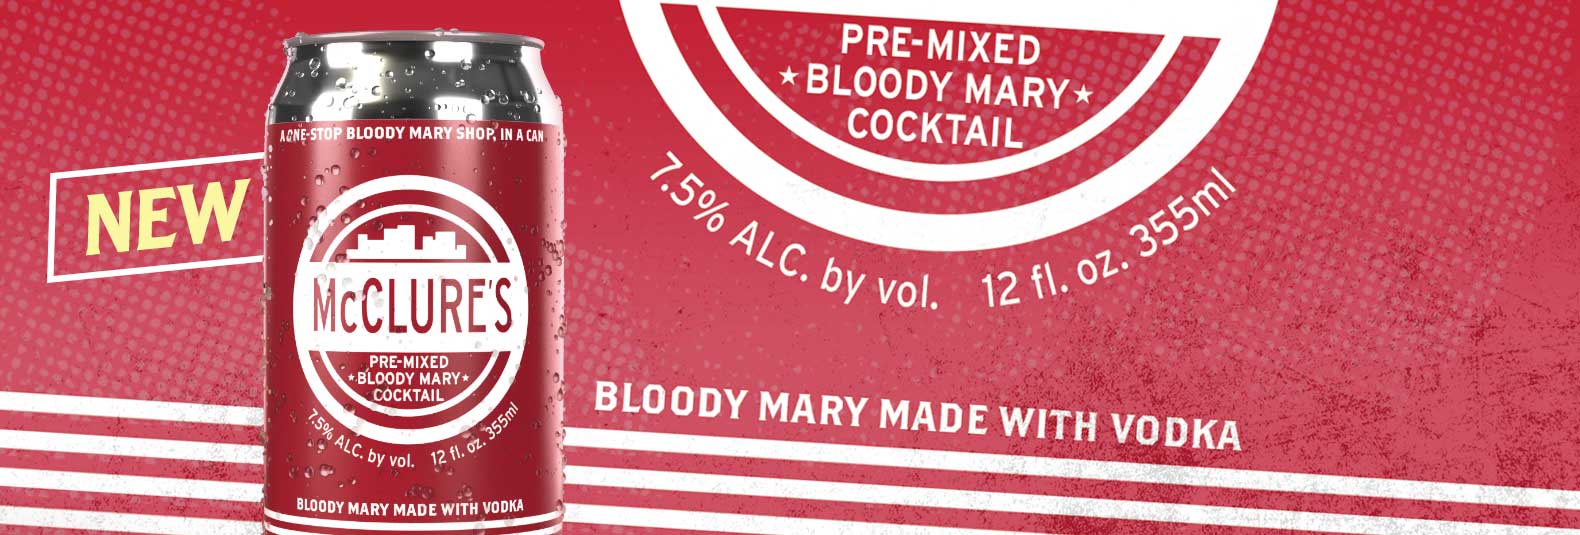 NEW
A ONE-STOP BLOODY MARY SHOP, IN A CAN
McCLURE'S
PRE-MIXED
★BLOODY MARY★
COCKTAIL
7.5% ALC. by vol. 12 fl. oz. 355ml
BLOODY MARY MADE WITH VODKA
PRE-MIXED
★BLOODY MARY★
COCKTAIL
7.5% ALC. by vol. 12 fl. oz. 355ml
BLOODY MARY MADE WITH VODKA